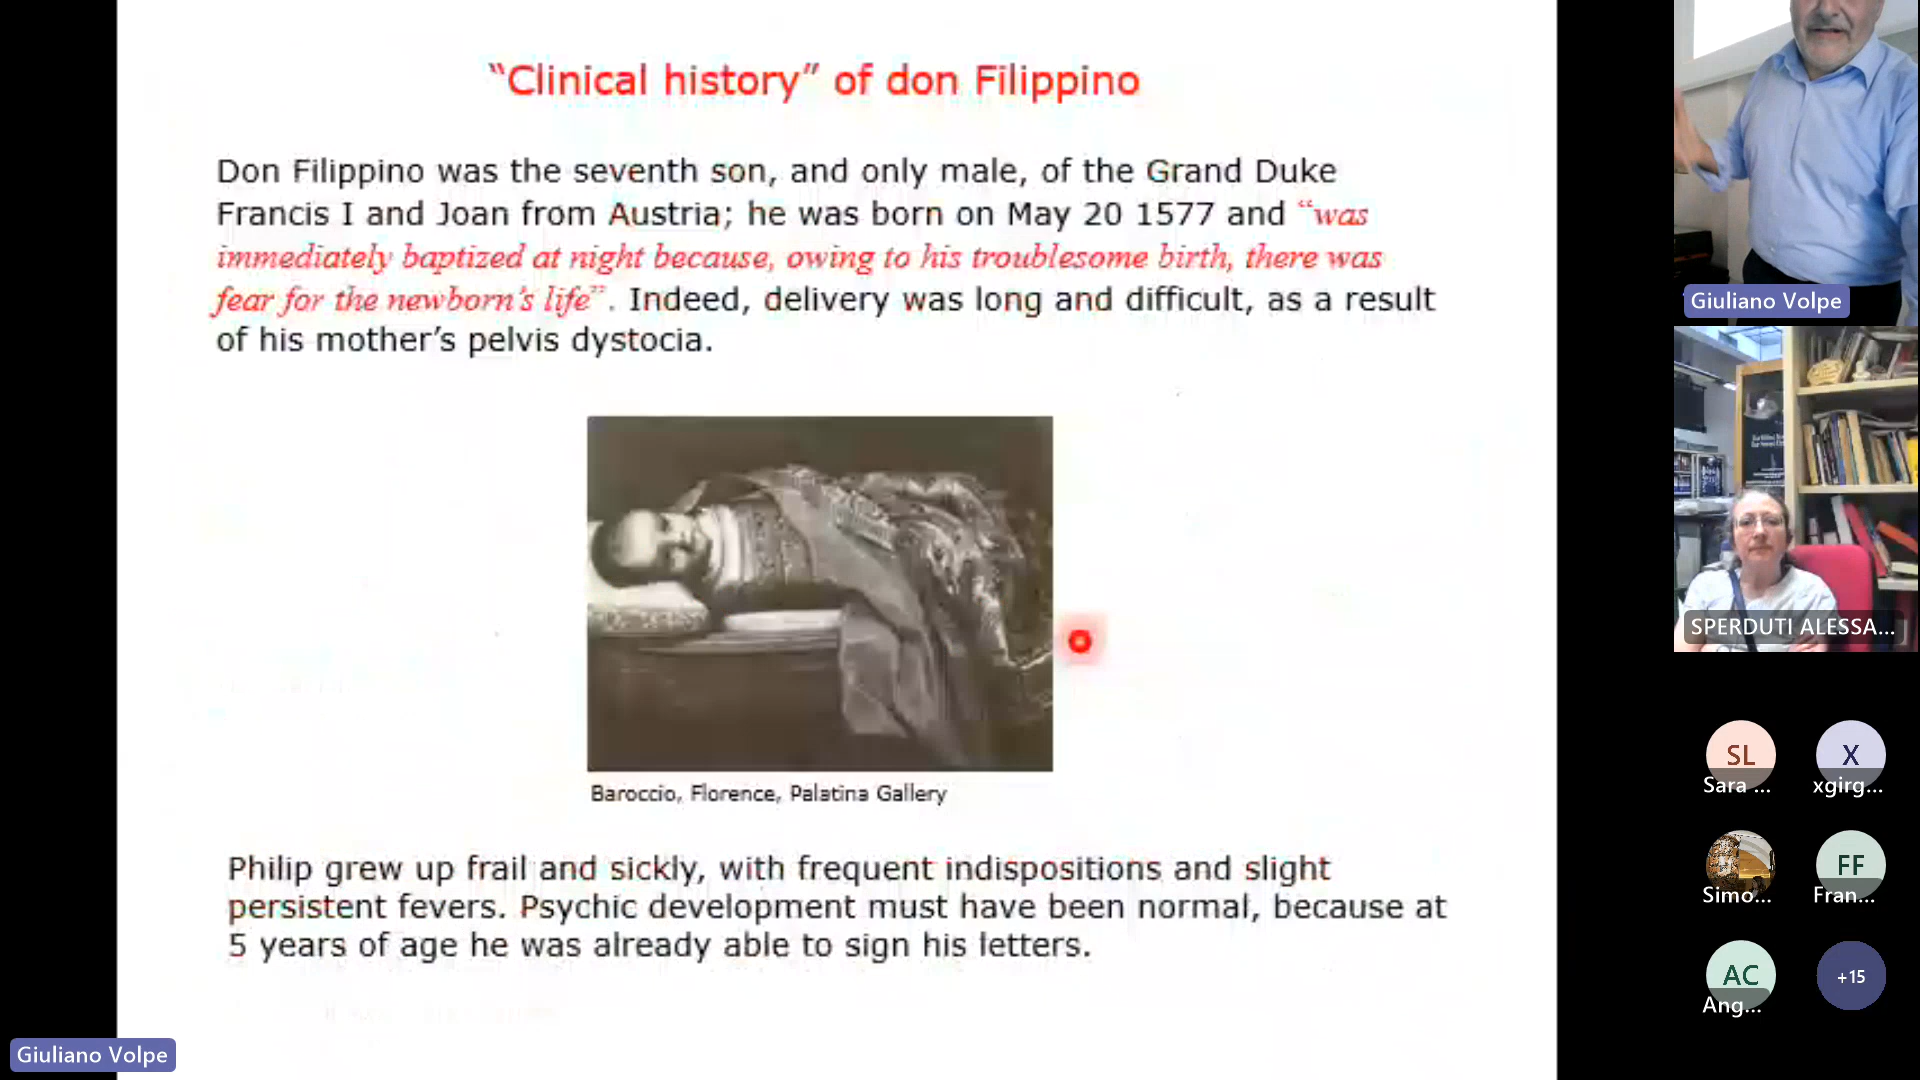 “Clinical history” of don Filippino
Don Filippino was the seventh son, and only male, of the Grand Duke
Francis I and Joan from Austria; he was born on May 20 1577 and “was
immediately baptized at night because, owing to his troublesome birth, there was
fear for the newborn’s life”. Indeed, delivery was long and difficult, as a result
of his mother’s pelvis dystocia.
Baroccio, Florence, Palatina Gallery
Philip grew up frail and sickly, with frequent indispositions and slight
persistent fevers. Psychic development must have been normal, because at
5 years of age he was already able to sign his letters.
Giuliano Volpe
Giuliano Volpe
SPERDUTI ALESSA...
SL
Sara ...
X
xgirg...
Simo...
FF
Fran...
AC
Ang...
+15